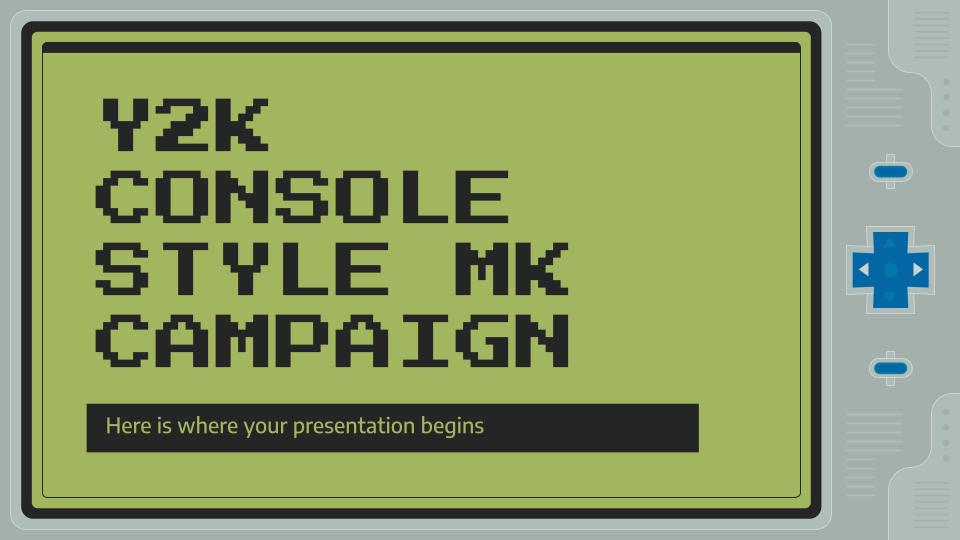 Y2K
CONSOLE
STYLE MK
CAMPAIGN
Here is where your presentation begins